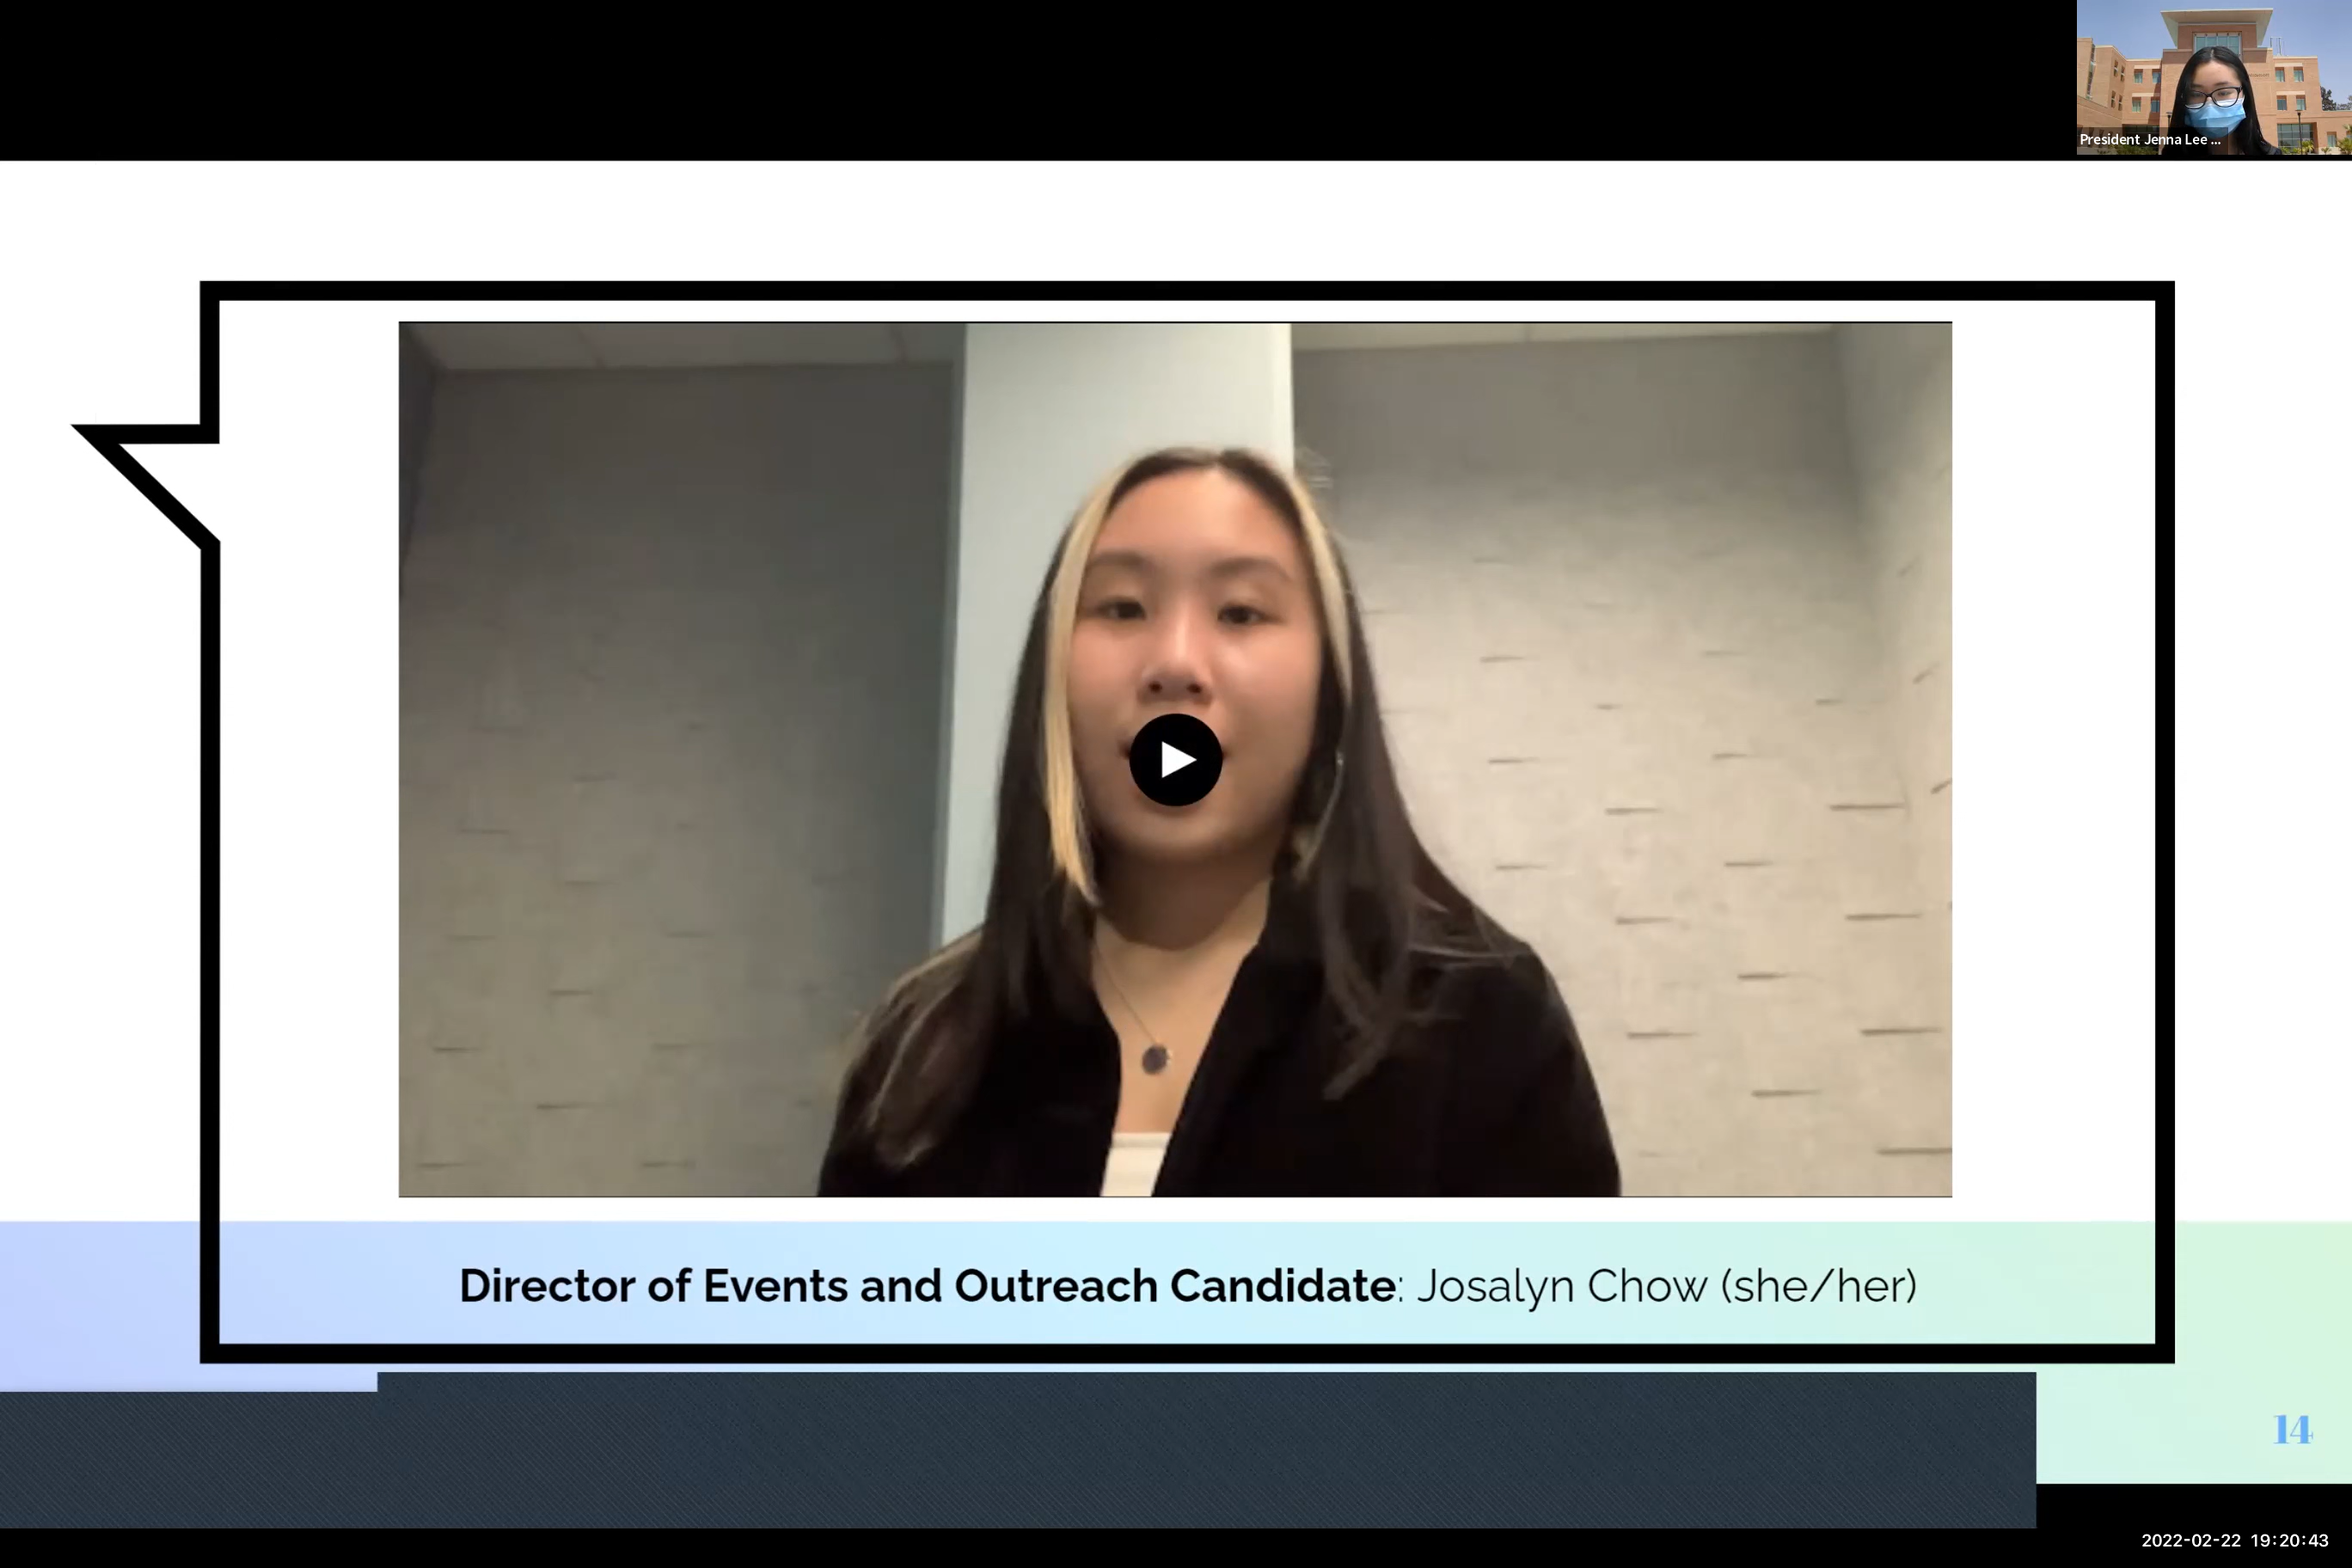 President Jenna Lee ...
Director of Events and Outreach Candidate: Josalyn Chow (she/her)
14
2022-02-22 19:20:43